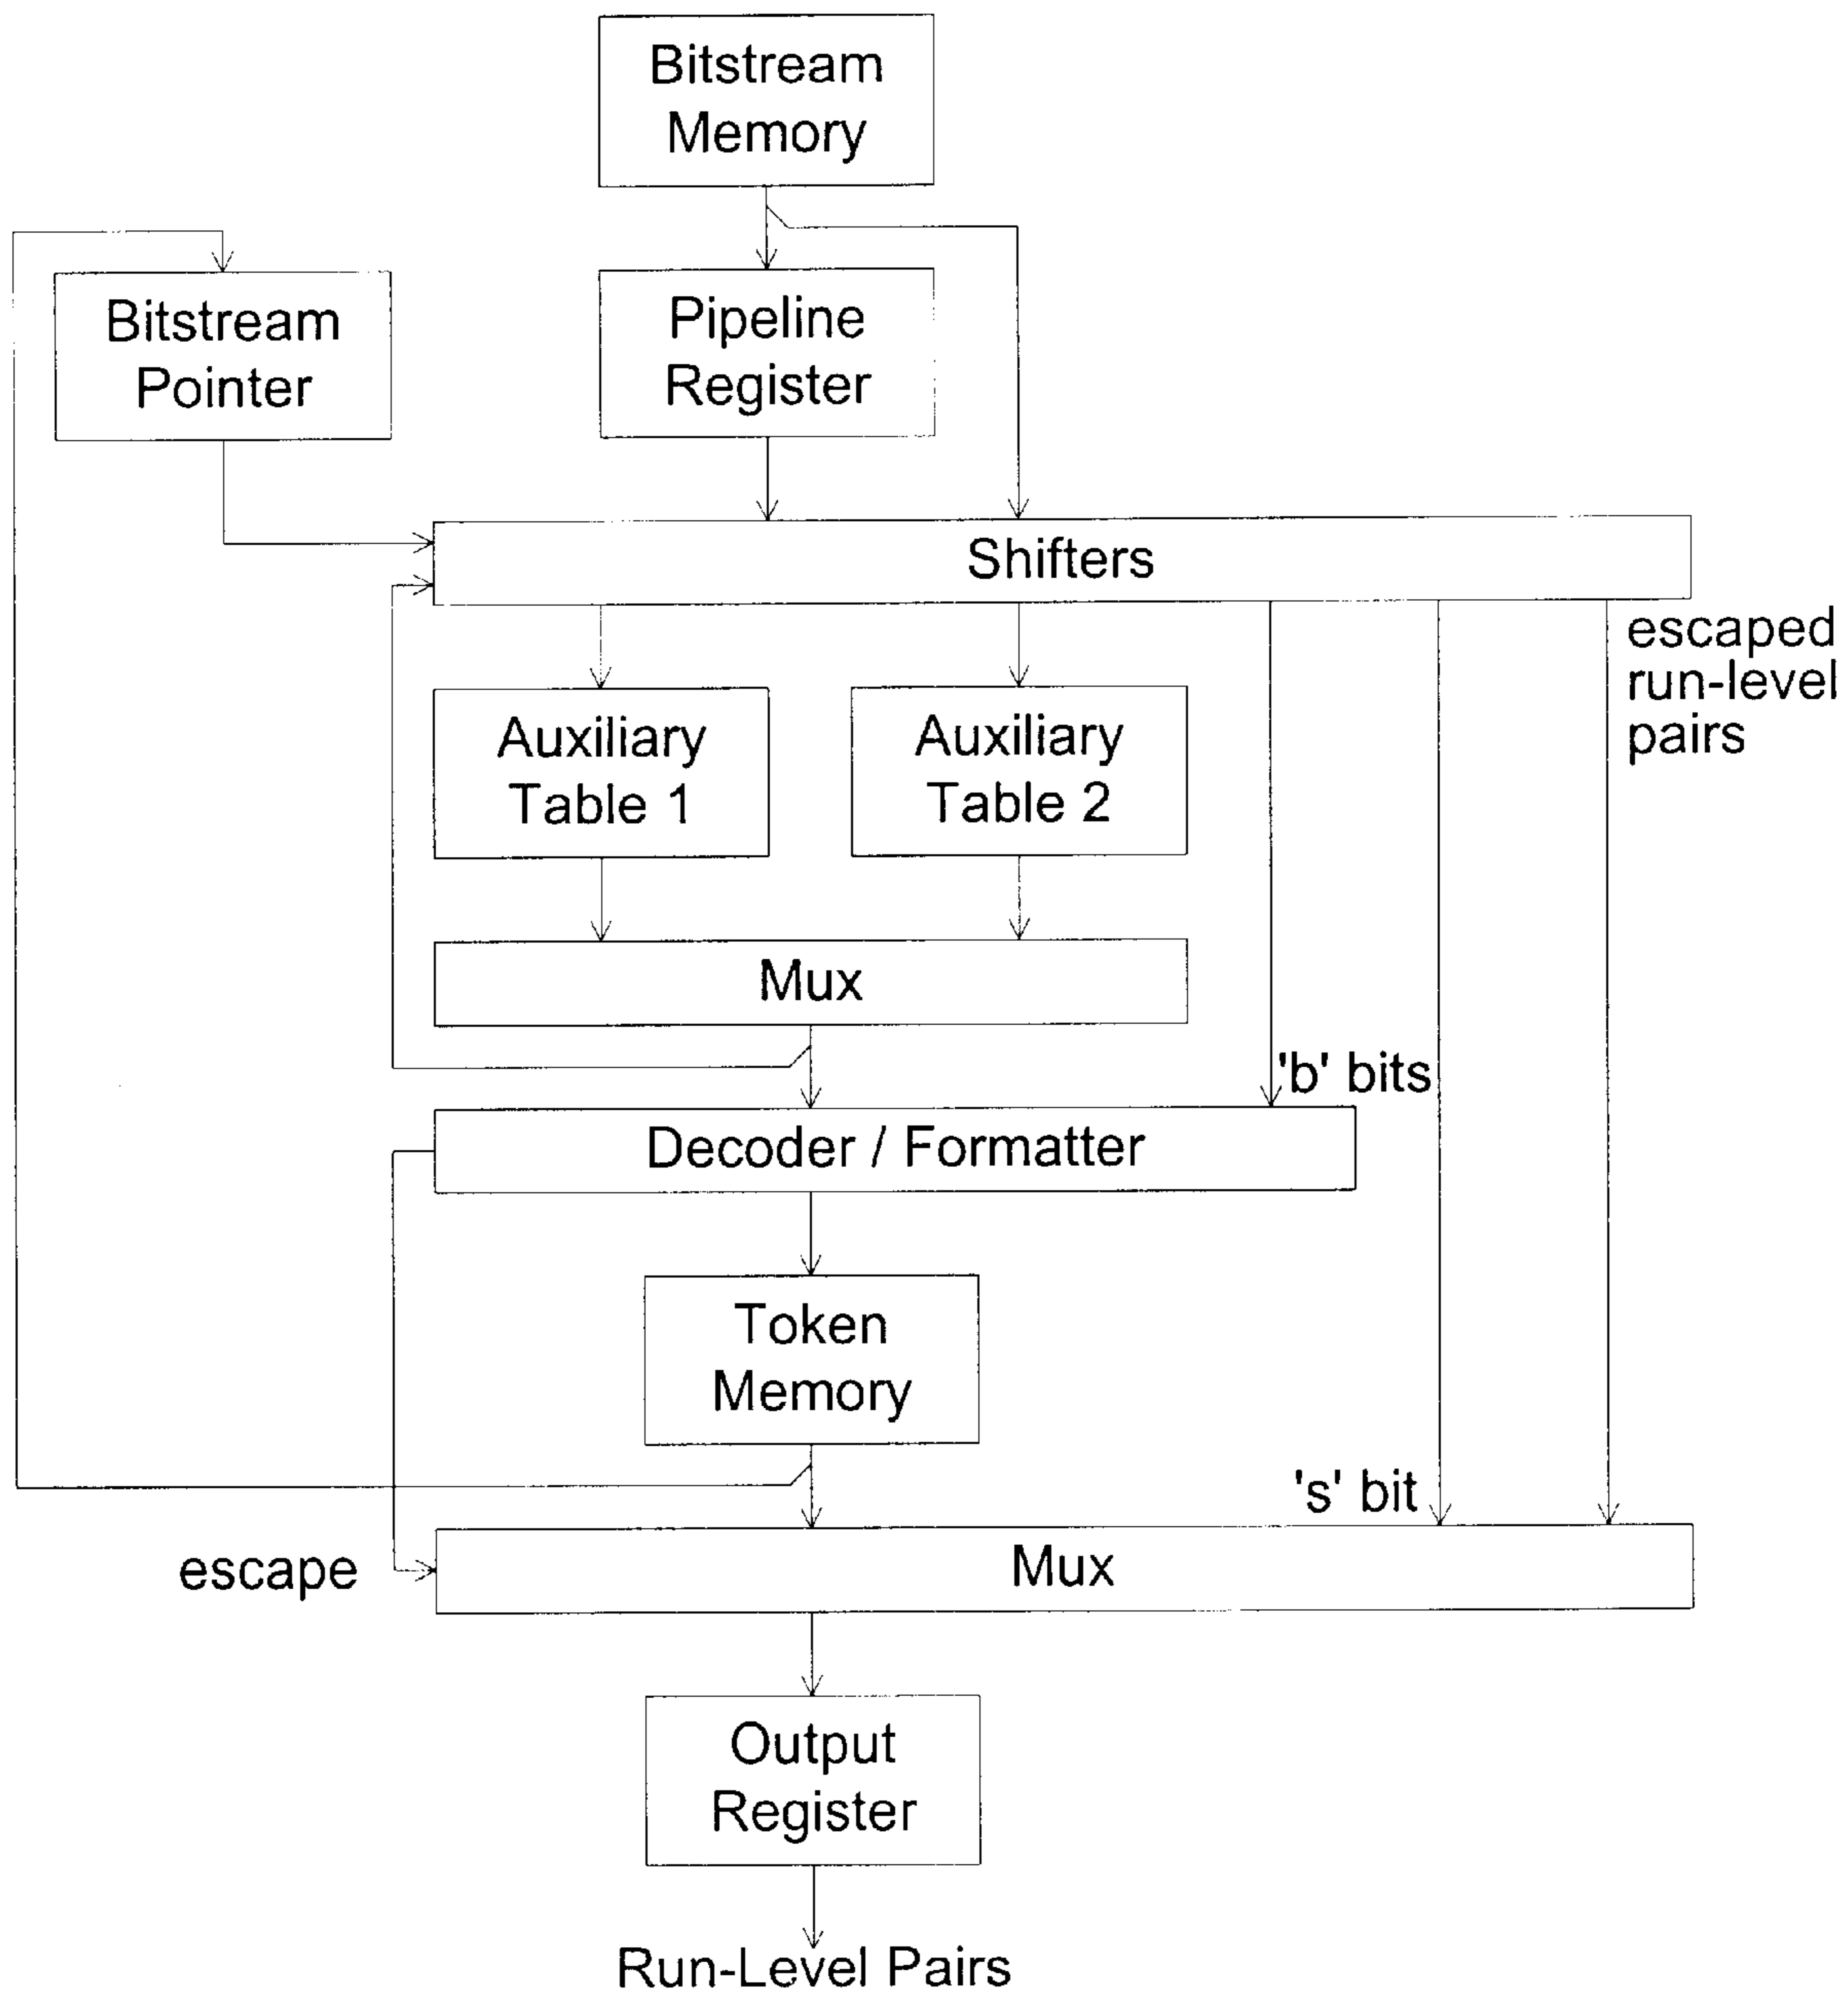 Bitstream
Memory
Bitstream
Pointer
Pipeline
Register
Shifters
escaped
run-level
pairs
Auxiliary
Table 1
Auxiliary
Table 2
Mux
'b' bits
Decoder / Formatter
Token
Memory
's' bit
escape
Mux
Output
Register
Run-Level Pairs